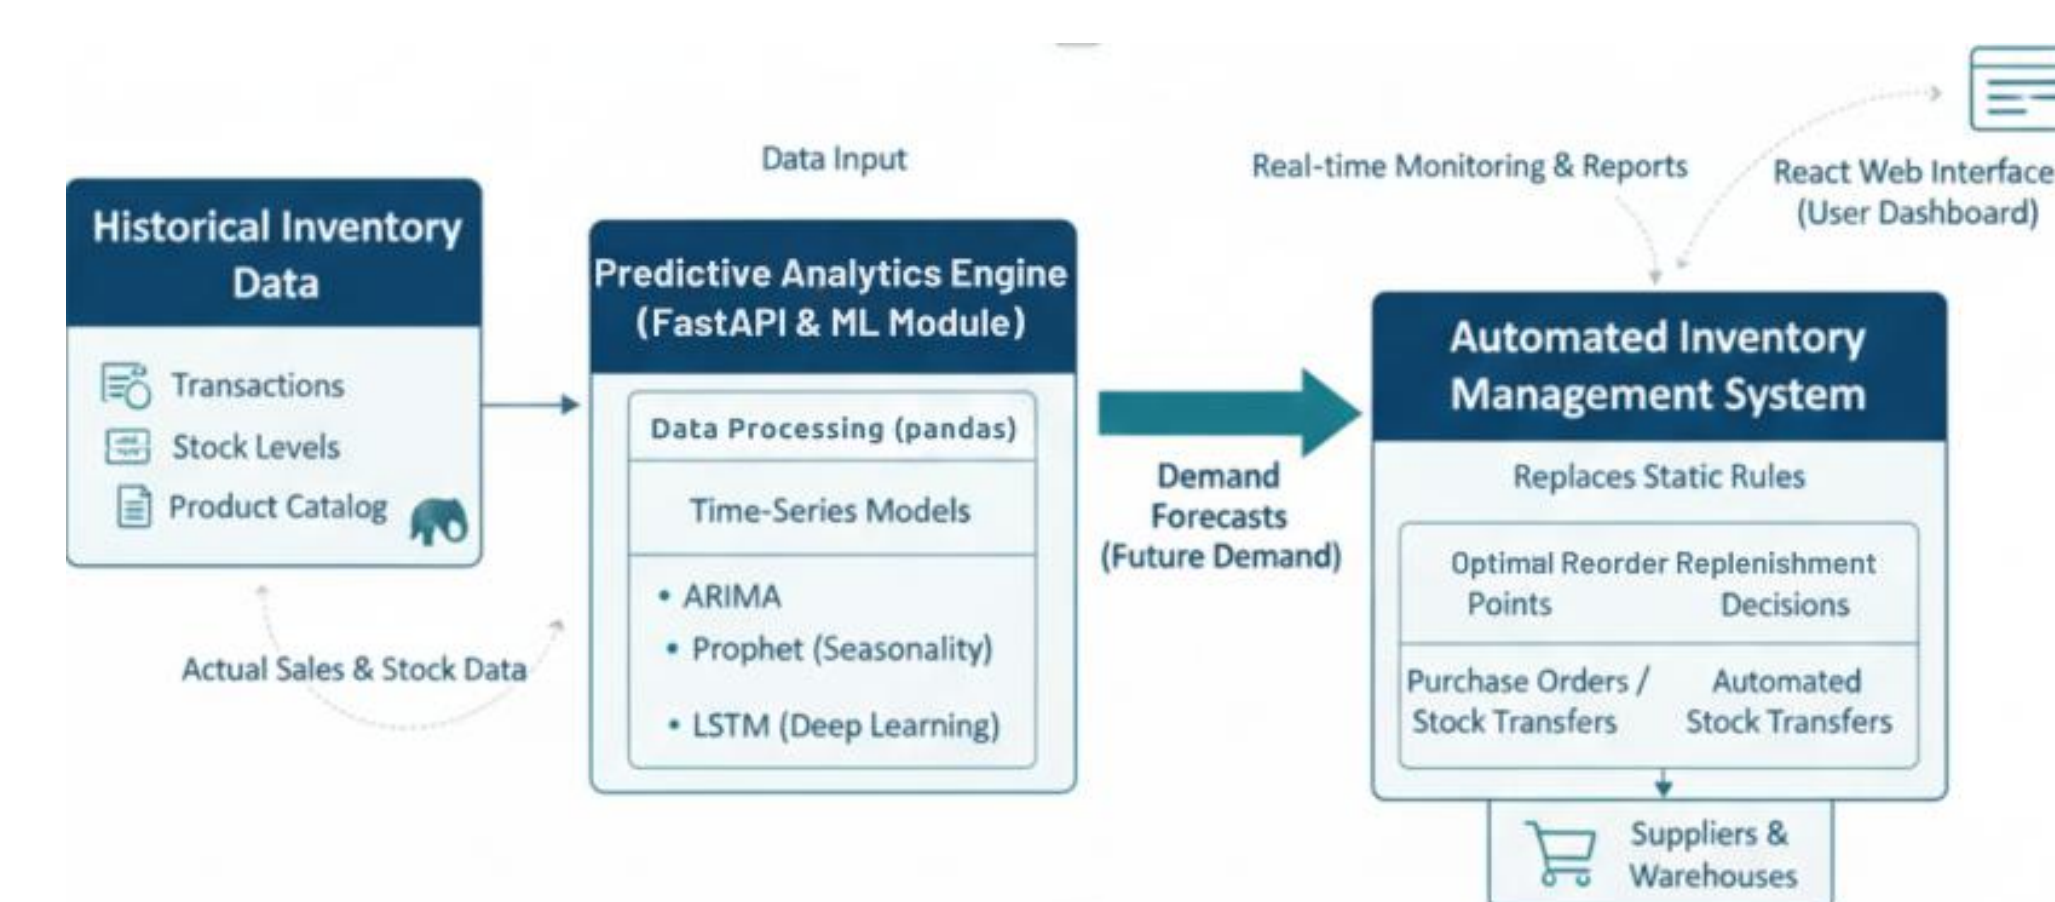 Historical Inventory
Data
Transactions
Stock Levels
Product Catalog
Actual Sales & Stock Data
Data Input
Predictive Analytics Engine
(FastAPI & ML Module)
Data Processing (pandas)
Time-Series Models
• ARIMA
• Prophet (Seasonality)
• LSTM (Deep Learning)
Demand
Forecasts
(Future Demand)
Real-time Monitoring & Reports
React Web Interface
(User Dashboard)
Automated Inventory
Management System
Replaces Static Rules
Optimal Reorder
Points
Replenishment
Decisions
Purchase Orders /
Stock Transfers
Automated
Stock Transfers
Suppliers &
Warehouses